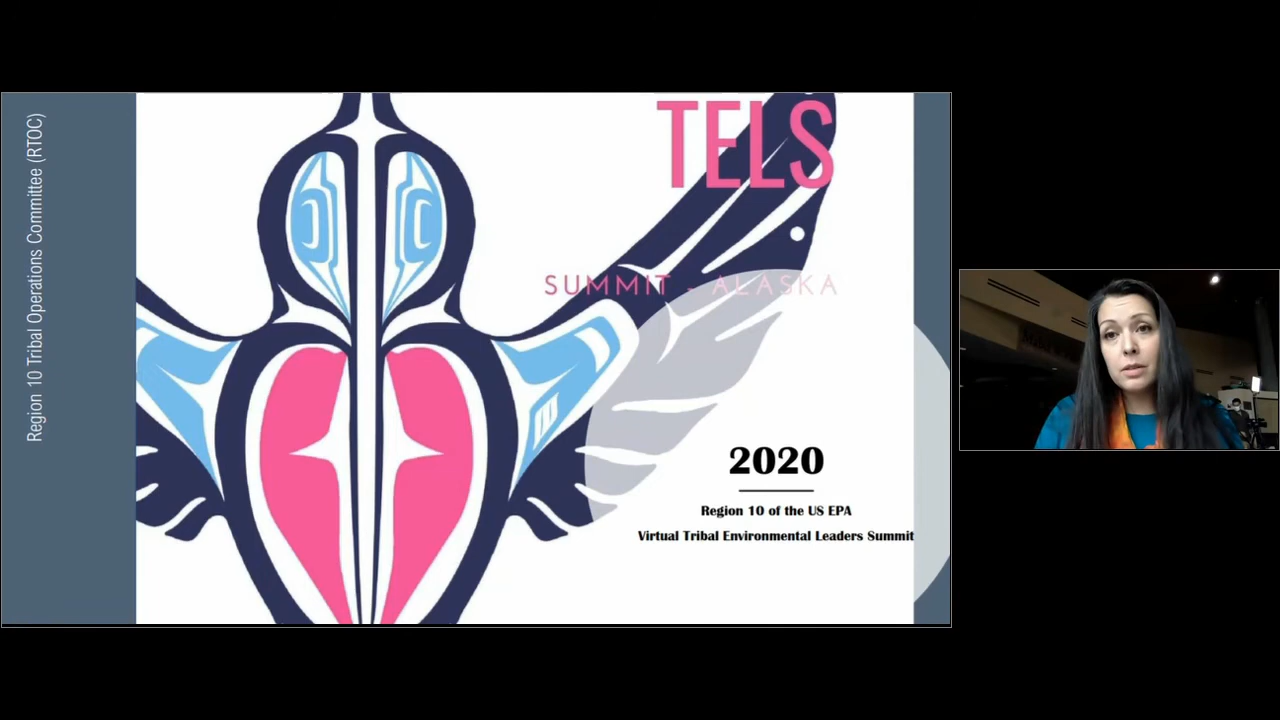 Region 10 Tribal Operations Committee (RTOC)
TELS
SUMMIT - ALASKA
2020
Region 10 of the US EPA
Virtual Tribal Environmental Leaders Summit